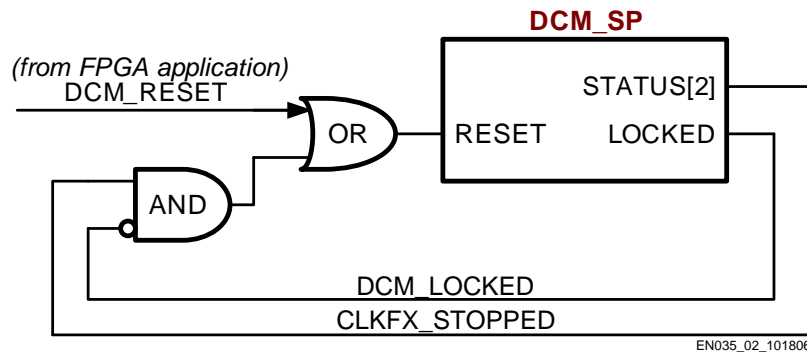 DCM_SP
(from FPGA application)
DCM_RESET
STATUS[2]
OR
RESET
LOCKED
AND
DCM_LOCKED
CLKFX_STOPPED
EN035_02_101806